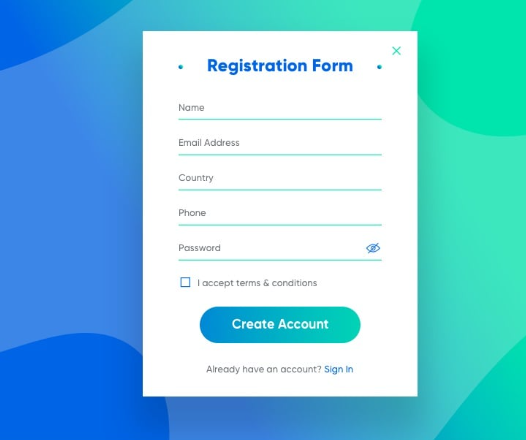 Registration Form
Name
Email Address
Country
Phone
Password
I accept terms & conditions
Create Account
Already have an account? Sign In